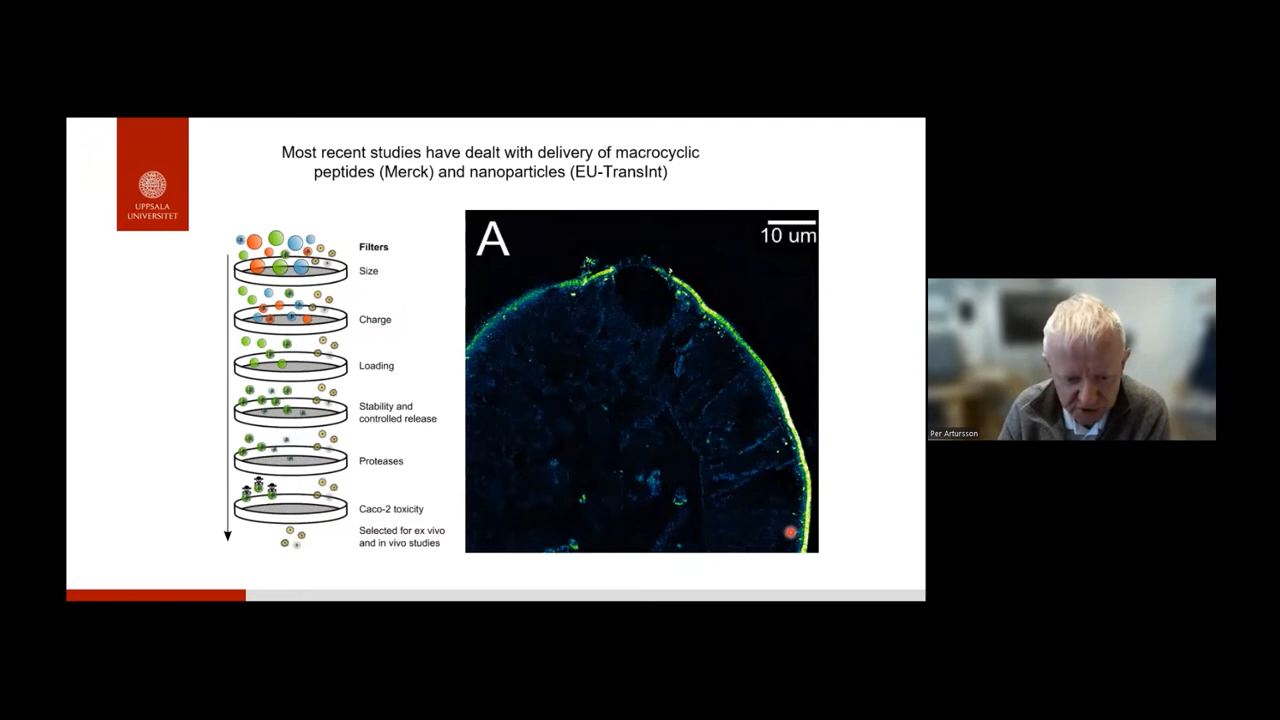 Most recent studies have dealt with delivery of macrocyclic
peptides (Merck) and nanoparticles (EU-TransInt)
UPPSALA
UNIVERSITET
Filters
Size
Charge
Loading
Stability and
controlled release
Proteases
Caco-2 toxicity
Selected for ex vivo
and in vivo studies
A
10 um
Per Artursson